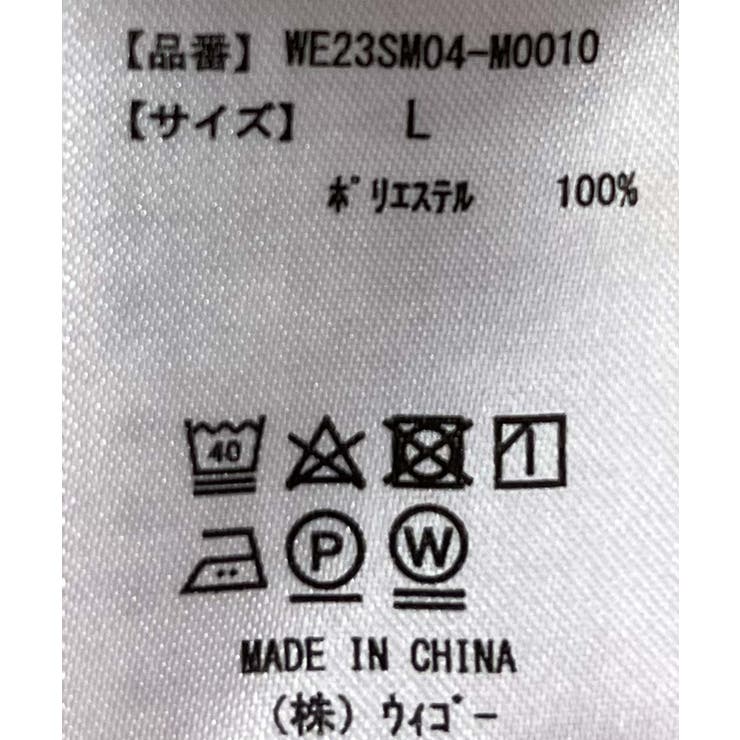 【品番】 WE23SM04-M0010
【サイズ】 L
ポリエステル 100%
40
P W
MADE IN CHINA
(株) ウィゴー